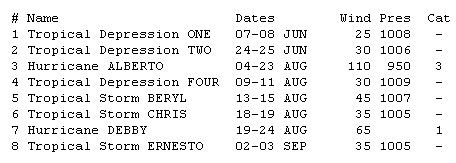 # Name Dates Wind Pres Cat
1 Tropical Depression ONE 07-08 JUN 25 1008 -
2 Tropical Depression TWO 24-25 JUN 30 1006 -
3 Hurricane ALBERTO 04-23 AUG 110 950 3
4 Tropical Depression FOUR 09-11 AUG 30 1009 -
5 Tropical Storm BERYL 13-15 AUG 45 1007 -
6 Tropical Storm CHRIS 18-19 AUG 35 1005 -
7 Hurricane DEBBY 19-24 AUG 65 1
8 Tropical Storm ERNESTO 02-03 SEP 35 1005 -